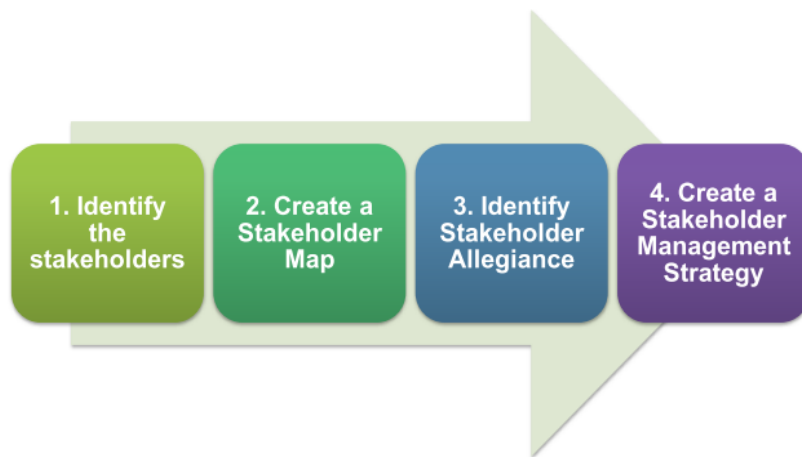 1. Identify
the
stakeholders
2. Create a
Stakeholder
Map
3. Identify
Stakeholder
Allegiance
4. Create a
Stakeholder
Management
Strategy